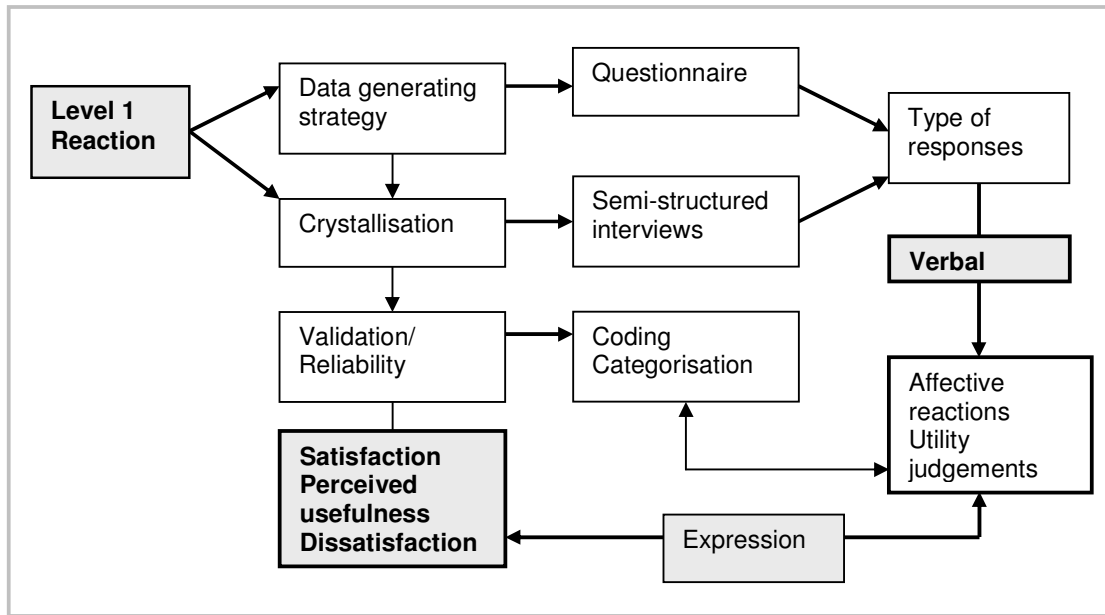 Level 1
Reaction
Data generating
strategy
Questionnaire
Type of
responses
Crystallisation
Semi-structured
interviews
Verbal
Validation/
Reliability
Coding
Categorisation
Affective
reactions
Utility
judgements
Satisfaction
Perceived
usefulness
Dissatisfaction
Expression